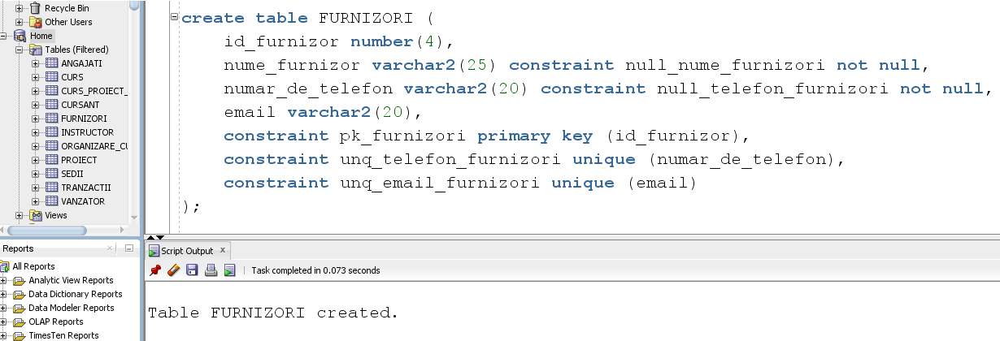 Recycle Bin
Other Users
Home
Tables (Filtered)
ANGAJATI
CURS
CURS_PROIECT_
CURSANT
FURNIZORI
INSTRUCTOR
ORGANIZARE_CU
PROIECT
SEDII
TRANZACTII
VANZATOR
Views
Reports
All Reports
Analytic View Reports
Data Dictionary Reports
Data Modeler Reports
OLAP Reports
TimesTen Reports
create table FURNIZORI (
id_furnizor number(4),
nume_furnizor varchar2(25) constraint null_nume_furnizori not null,
numar_de_telefon varchar2(20) constraint null_telefon_furnizori not null,
email varchar2(20),
constraint pk_furnizori primary key (id_furnizor),
constraint unq_telefon_furnizori unique (numar_de_telefon),
constraint unq_email_furnizori unique (email)
);
Script Output x
Task completed in 0.073 seconds
Table FURNIZORI created.